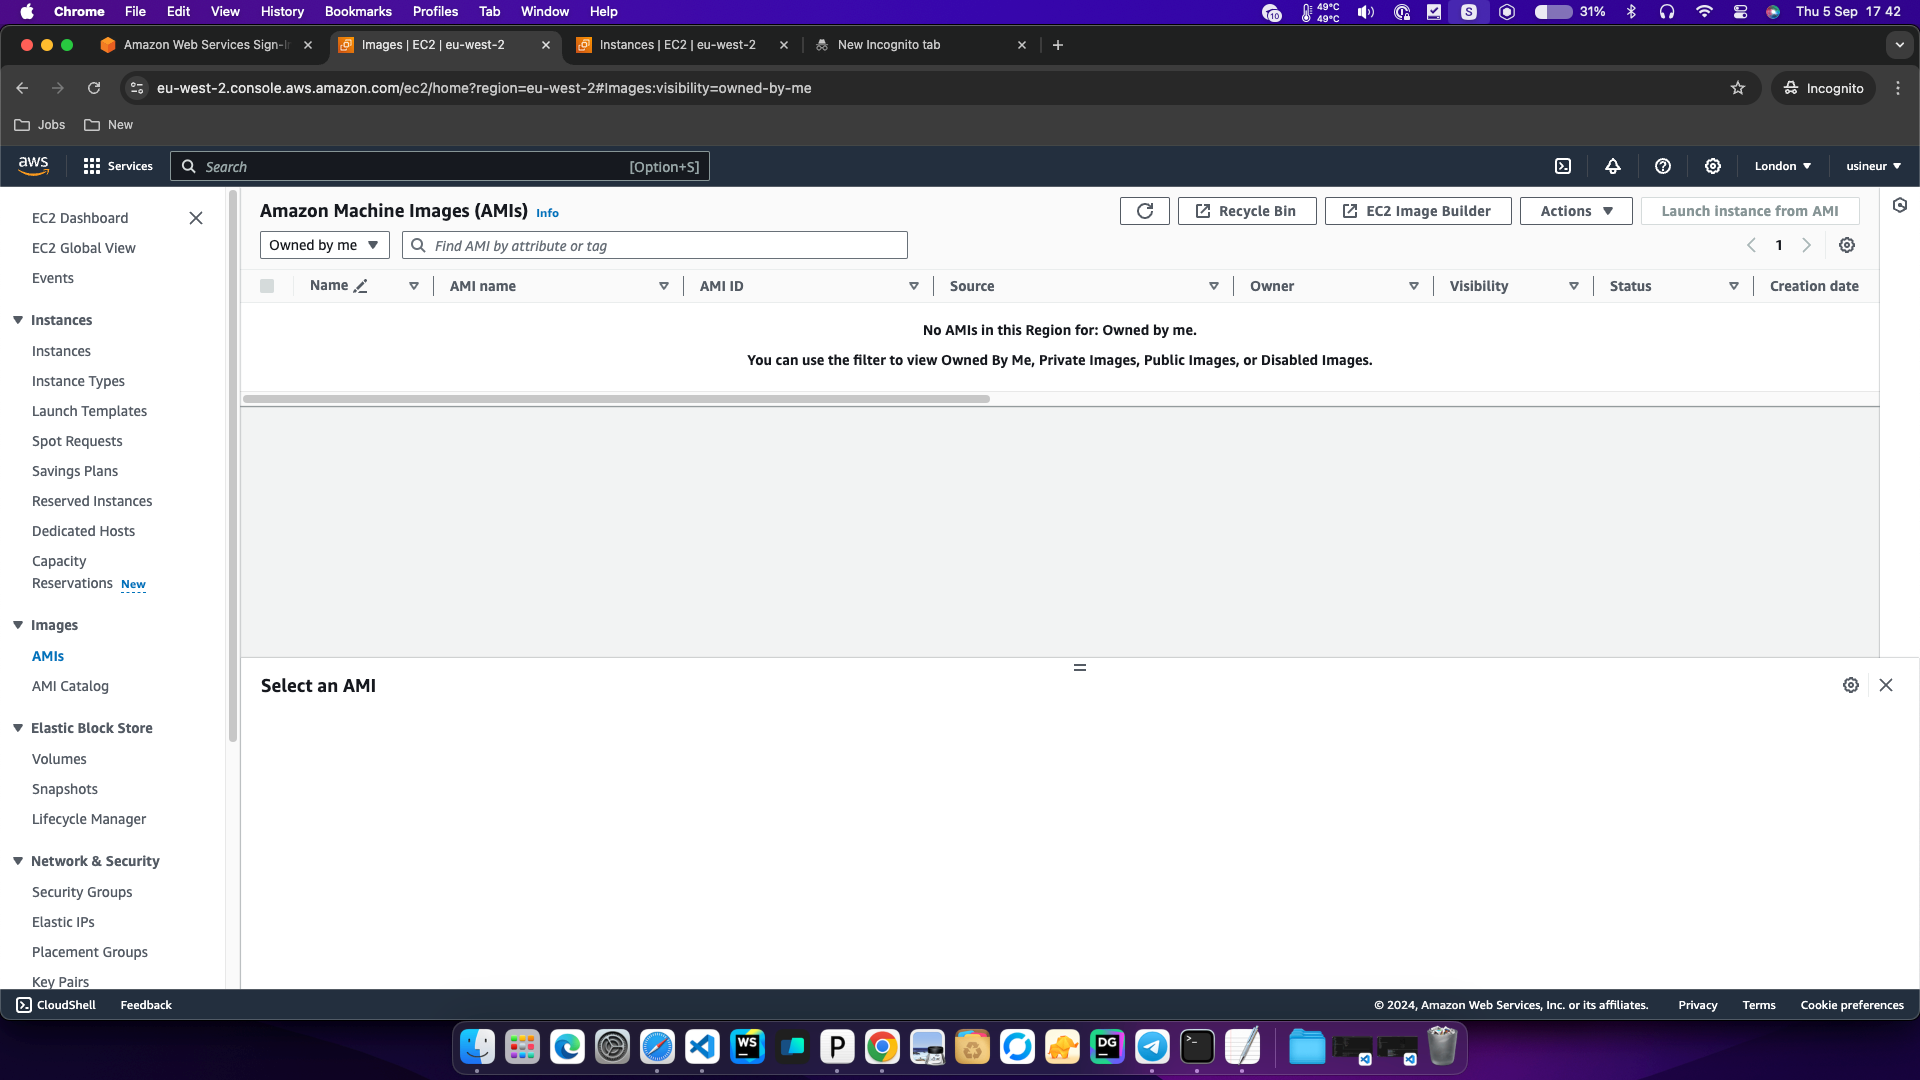 Chrome File Edit View History Bookmarks Profiles Tab Window Help
10 49°C 49°C S 31% Thu 5 Sep 17 42
Amazon Web Services Sign-In
Images | EC2 | eu-west-2
Instances | EC2 | eu-west-2
New Incognito tab
eu-west-2.console.aws.amazon.com/ec2/home?region=eu-west-2#Images:visibility=owned-by-me
Incognito
Jobs New
aws Services Search [Option+S] London usineur
EC2 Dashboard
EC2 Global View
Events
Instances
Instances
Instance Types
Launch Templates
Spot Requests
Savings Plans
Reserved Instances
Dedicated Hosts
Capacity
Reservations New
Images
AMIs
AMI Catalog
Elastic Block Store
Volumes
Snapshots
Lifecycle Manager
Network & Security
Security Groups
Elastic IPs
Placement Groups
Key Pairs
Amazon Machine Images (AMIs) Info
Recycle Bin EC2 Image Builder Actions Launch instance from AMI
Owned by me Find AMI by attribute or tag 1
Name AMI name AMI ID Source Owner Visibility Status Creation date
No AMIs in this Region for: Owned by me.
You can use the filter to view Owned By Me, Private Images, Public Images, or Disabled Images.
Select an AMI
CloudShell Feedback
© 2024, Amazon Web Services, Inc. or its affiliates. Privacy Terms Cookie preferences
WS P DG